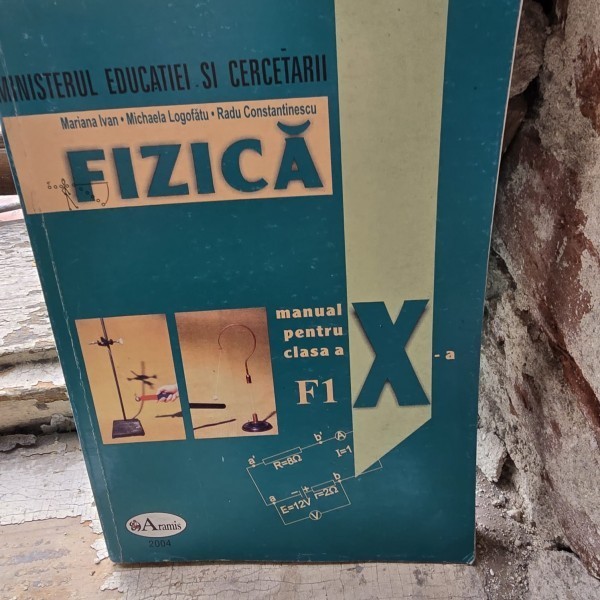 MINISTERUL EDUCATIEI SI CERCETARII
Mariana Ivan • Michaela Logofătu • Radu Constantinescu
FIZICĂ
manual
pentru
clasa a
X
-a
F1
a'
b'
A
R=8Ω
I=1
a
b
E=12V
r=2Ω
V
Aramis
2004